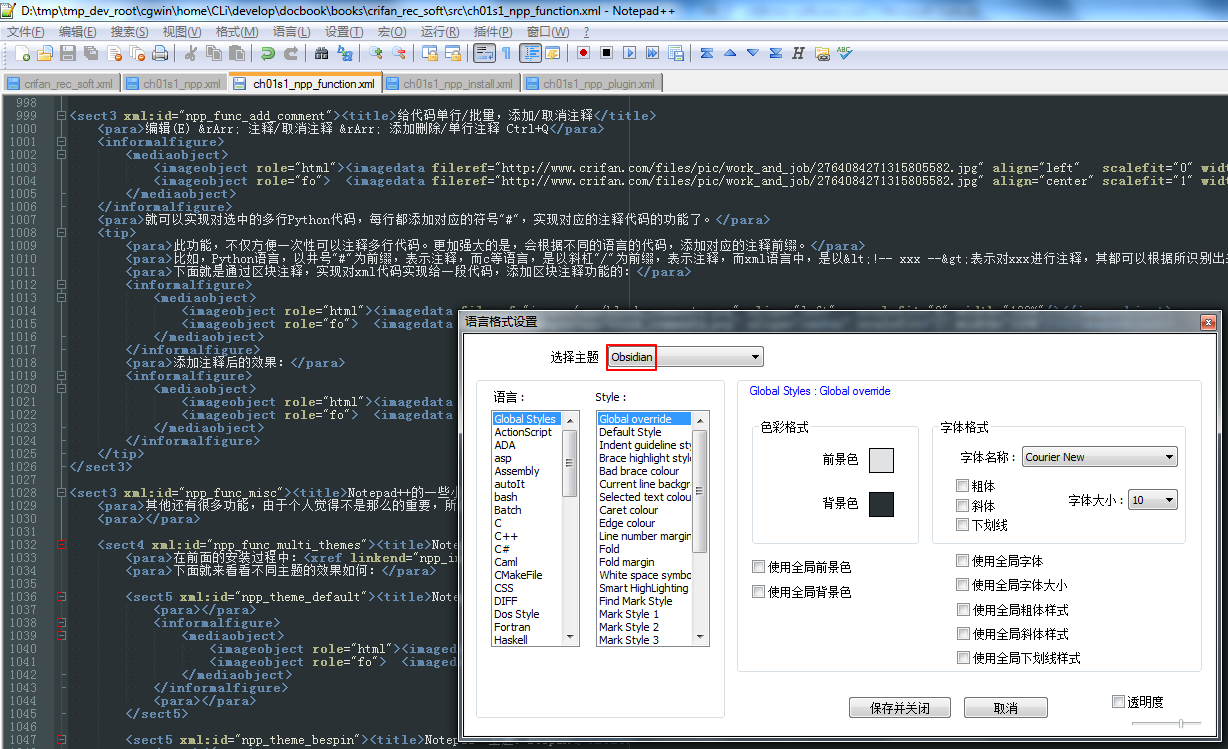 D:\tmp\tmp_dev_root\cgwin\home\CLi\develop\docbook\books\crifan_rec_soft\src\ch01s1_npp_function.xml - Notepad++
文件(F) 编辑(E) 搜索(S) 视图(V) 格式(M) 语言(L) 设置(T) 宏(O) 运行(R) 插件(P) 窗口(W) ?
crifan_rec_soft.xml ch01s1_npp.xml ch01s1_npp_function.xml ch01s1_npp_install.xml ch01s1_npp_plugin.xml
998
999 <sect3 xml:id="npp_func_add_comment"><title>给代码单行/批量，添加/取消注释</title>
1000 <para>编辑(E) &rArr; 注释/取消注释 &rArr; 添加删除/单行注释 Ctrl+Q</para>
1001 <informalfigure>
1002 <mediaobject>
1003 <imageobject role="html"><imagedata fileref="http://www.crifan.com/files/pic/work_and_job/2764084271315805582.jpg" align="left" scalefit="0" wid
1004 <imageobject role="fo"> <imagedata fileref="http://www.crifan.com/files/pic/work_and_job/2764084271315805582.jpg" align="center" scalefit="1" wid
1005 </mediaobject>
1006 </informalfigure>
1007 <para>就可以实现对选中的多行Python代码，每行都添加对应的符号"#"，实现对应的注释代码的功能了。</para>
1008 <tip>
1009 <para>此功能，不仅方便一次性可以注释多行代码。更加强大的是，会根据不同的语言的代码，添加对应的注释前缀。</para>
1010 <para>比如，Python语言，以井号"#"为前缀，表示注释，而c等语言，是以斜杠"/"为前缀，表示注释，而xml语言中，是以&lt;!-- xxx --&gt;表示对xxx进行注释，其都可以根据所识别出
1011 <para>下面就是通过区块注释，实现对xml代码实现给一段代码，添加区块注释功能的：</para>
1012 <informalfigure>
1013 <mediaobject>
1014 <imageobject role="html"><imagedata
1015 <imageobject role="fo"> <imagedata
1016 </mediaobject>
1017 </informalfigure>
1018 <para>添加注释后的效果：</para>
1019 <informalfigure>
1020 <mediaobject>
1021 <imageobject role="html"><imagedata
1022 <imageobject role="fo"> <imagedata
1023 </mediaobject>
1024 </informalfigure>
1025 </tip>
1026 </sect3>
1027
1028 <sect3 xml:id="npp_func_misc"><title>Notepad++的一些小
1029 <para>其他还有很多功能，由于个人觉得不是那么的重要，所
1030 <para></para>
1031
1032 <sect4 xml:id="npp_func_multi_themes"><title>Note
1033 <para>在前面的安装过程中：<xref linkend="npp_in
1034 <para>下面就来看看不同主题的效果如何：</para>
1035
1036 <sect5 xml:id="npp_theme_default"><title>Note
1037 <para></para>
1038 <informalfigure>
1039 <mediaobject>
1040 <imageobject role="html"><imaged
1041 <imageobject role="fo"> <imaged
1042 </mediaobject>
1043 </informalfigure>
1044 <para></para>
1045 </sect5>
1046
1047 <sect5 xml:id="npp_theme_bespin"><title>Notep
语言格式设置
选择主题 Obsidian
语言：
Global Styles
ActionScript
ADA
asp
Assembly
autoIt
bash
Batch
C
C++
C#
Caml
CMakeFile
CSS
DIFF
Dos Style
Fortran
Haskell
Style：
Global override
Default Style
Indent guideline sty
Brace highlight style
Bad brace colour
Current line backgr
Selected text colou
Caret colour
Edge colour
Line number margin
Fold
Fold margin
White space symbo
Smart HighLighting
Find Mark Style
Mark Style 1
Mark Style 2
Mark Style 3
Global Styles : Global override
色彩格式
前景色
背景色
使用全局前景色
使用全局背景色
字体格式
字体名称： Courier New
粗体
斜体
下划线
字体大小： 10
使用全局字体
使用全局字体大小
使用全局粗体样式
使用全局斜体样式
使用全局下划线样式
保存并关闭 取消 透明度